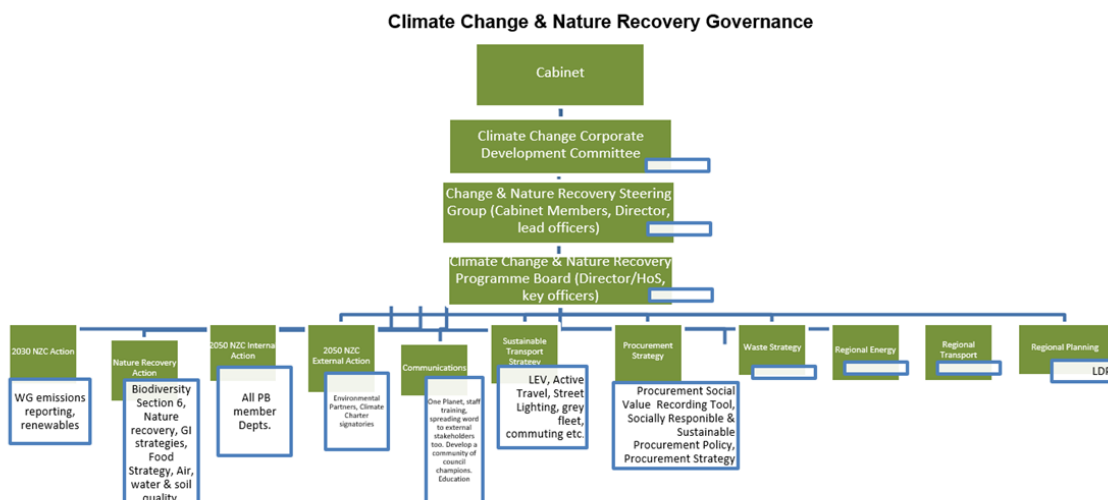 Climate Change & Nature Recovery Governance
Cabinet
Climate Change Corporate
Development Committee
Change & Nature Recovery Steering
Group (Cabinet Members, Director,
lead officers)
Climate Change & Nature Recovery
Programme Board (Director/HoS,
key officers)
2030 NZC Action
WG emissions
reporting,
renewables
Nature Recovery
Action
Biodiversity
Section 6,
Nature
recovery, GI
strategies,
Food
Strategy, Air,
water & soil
quality
2050 NZC Internal
Action
All PB
member
Depts.
2050 NZC
External Action
Environmental
Partners, Climate
Charter
signatories
Communications
One Planet, staff
training,
spreading word
to external
stakeholders
too. Develop a
community of
council
champions.
Education
Sustainable
Transport
Strategy
LEV, Active
Travel, Street
Lighting, grey
fleet,
commuting etc.
Procurement
Strategy
Procurement Social
Value Recording Tool,
Socially Responible &
Sustainable
Procurement Policy,
Procurement Strategy
Waste Strategy
Regional Energy
Regional
Transport
Regional Planning
LDP